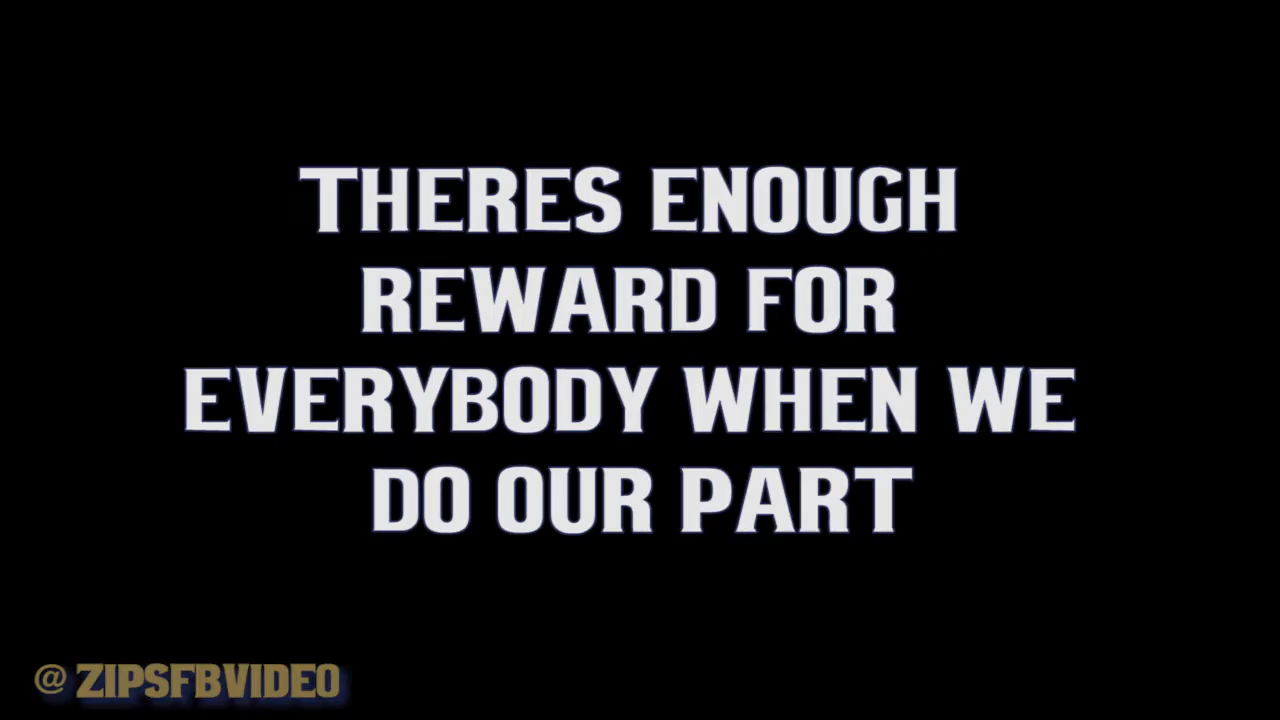 THERES ENOUGH
REWARD FOR
EVERYBODY WHEN WE
DO OUR PART
@ ZIPSFBVIDEO